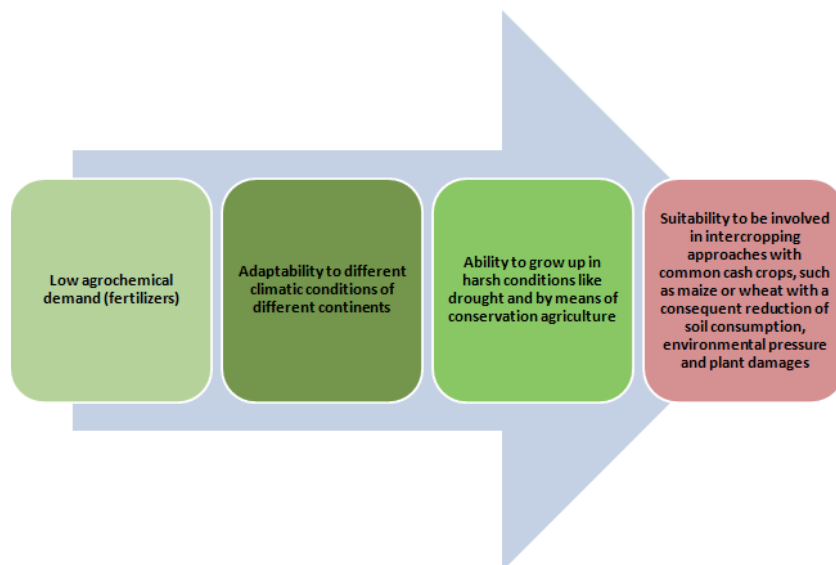 Low agrochemical
demand (fertilizers)
Adaptability to different
climatic conditions of
different continents
Ability to grow up in
harsh conditions like
drought and by means of
conservation agriculture
Suitability to be involved
in intercropping
approaches with
common cash crops, such
as maize or wheat with a
consequent reduction of
soil consumption,
environmental pressure
and plant damages